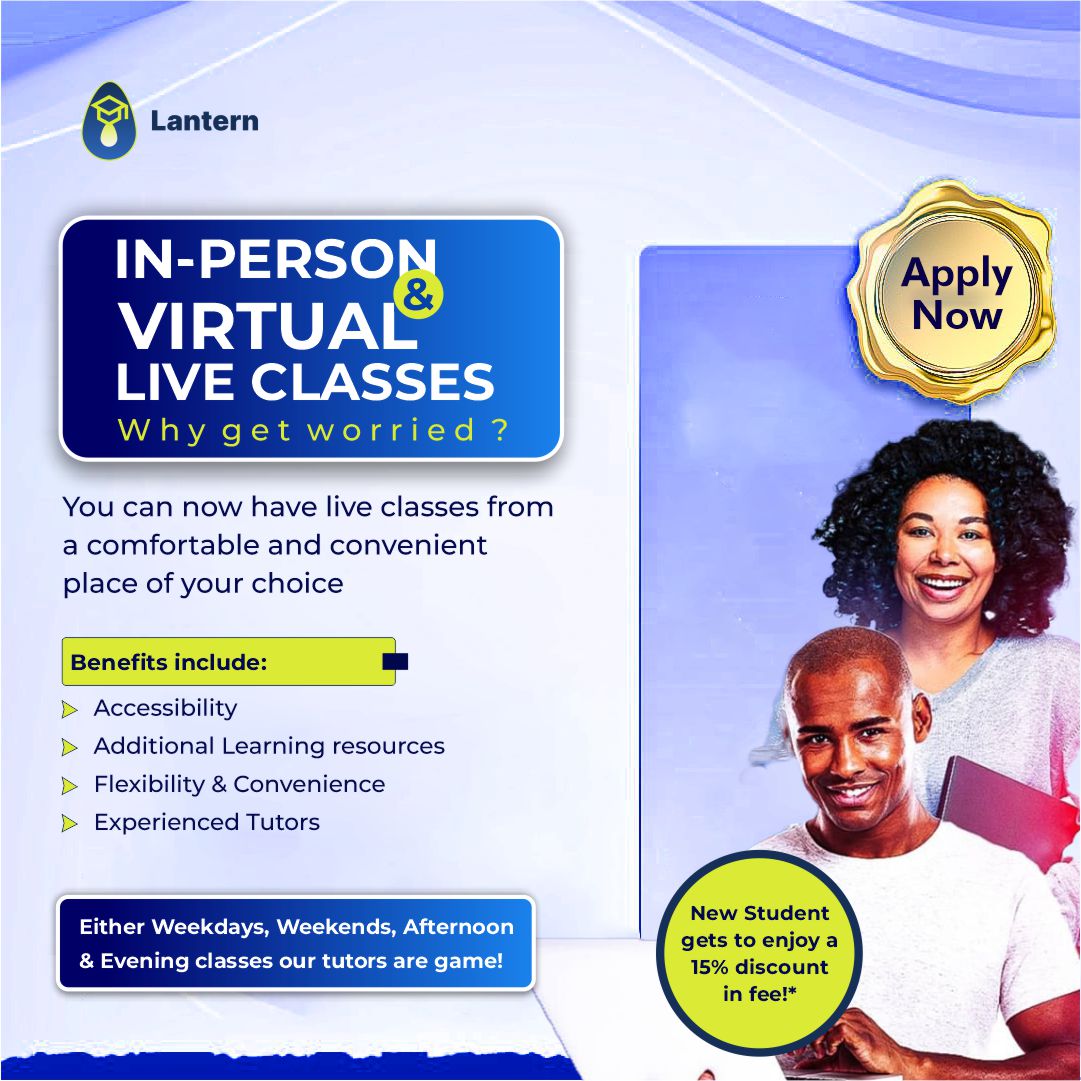 Lantern
IN-PERSON
&
VIRTUAL
LIVE CLASSES
Why get worried ?
Apply
Now
You can now have live classes from
a comfortable and convenient
place of your choice
Benefits include:
Accessibility
Additional Learning resources
Flexibility & Convenience
Experienced Tutors
Either Weekdays, Weekends, Afternoon
& Evening classes our tutors are game!
New Student
gets to enjoy a
15% discount
in fee!*